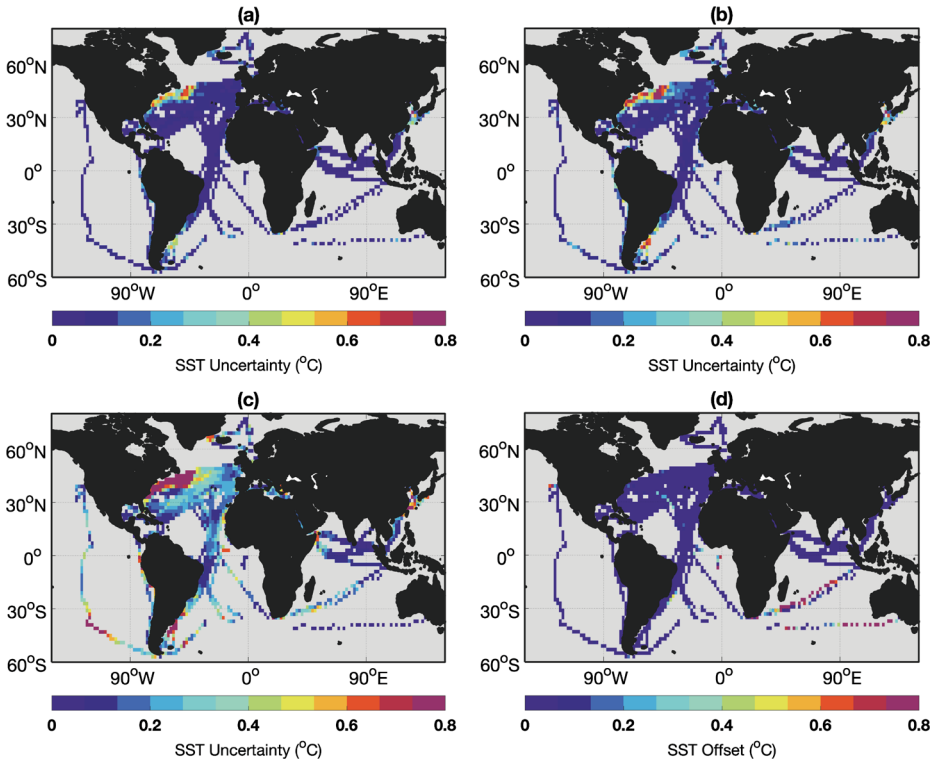 (a) (b)
60°N 60°N
30°N 30°N
0° 0°
30°S 30°S
60°S 60°S
90°W 0° 90°E 90°W 0° 90°E
0 0.2 0.4 0.6 0.8 0 0.2 0.4 0.6 0.8
SST Uncertainty (°C) SST Uncertainty (°C)
(c) (d)
60°N 60°N
30°N 30°N
0° 0°
30°S 30°S
60°S 60°S
90°W 0° 90°E 90°W 0° 90°E
0 0.2 0.4 0.6 0.8 0 0.2 0.4 0.6 0.8
SST Uncertainty (°C) SST Offset (°C)